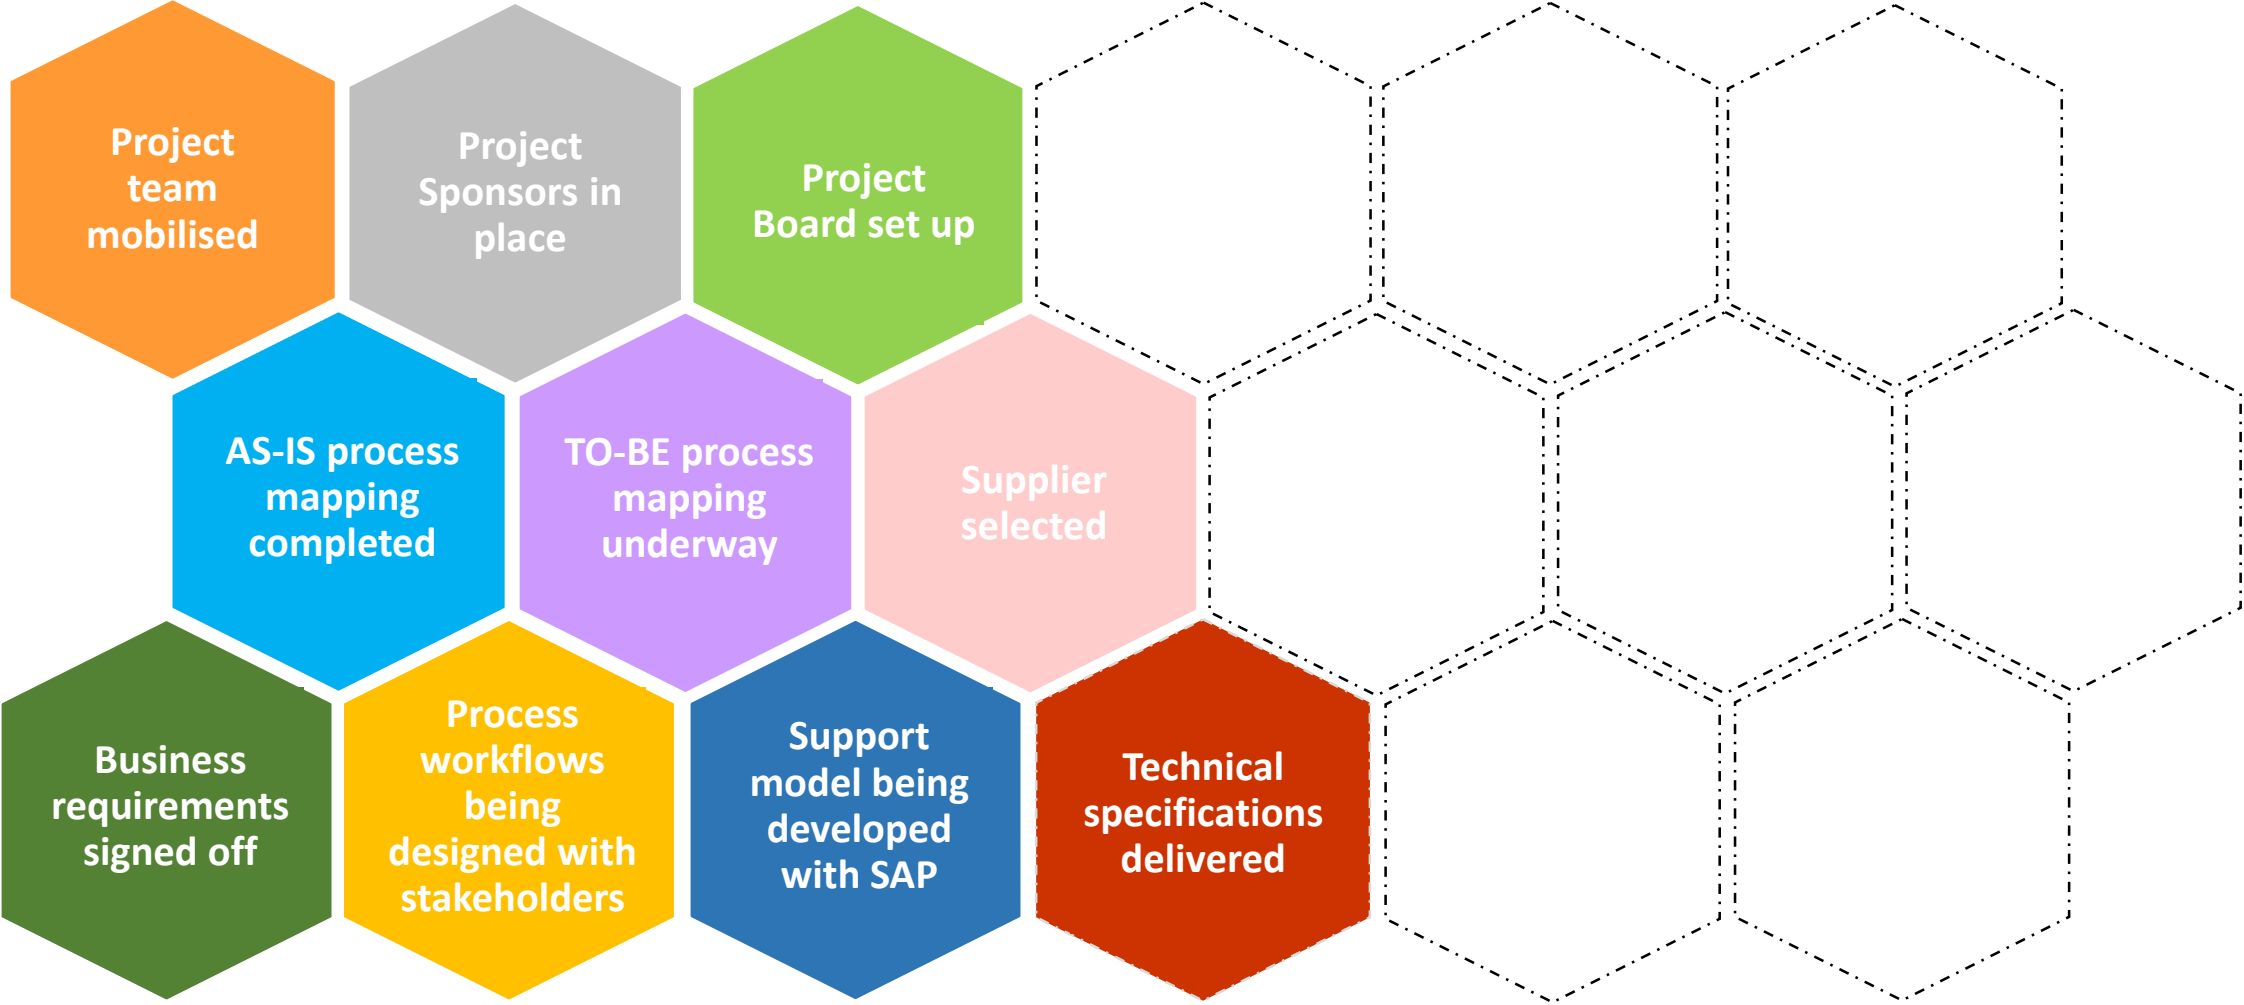 Project
team
mobilised
Project
Sponsors in
place
Project
Board set up
AS-IS process
mapping
completed
TO-BE process
mapping
underway
Supplier
selected
Business
requirements
signed off
Process
workflows
being
designed with
stakeholders
Support
model being
developed
with SAP
Technical
specifications
delivered